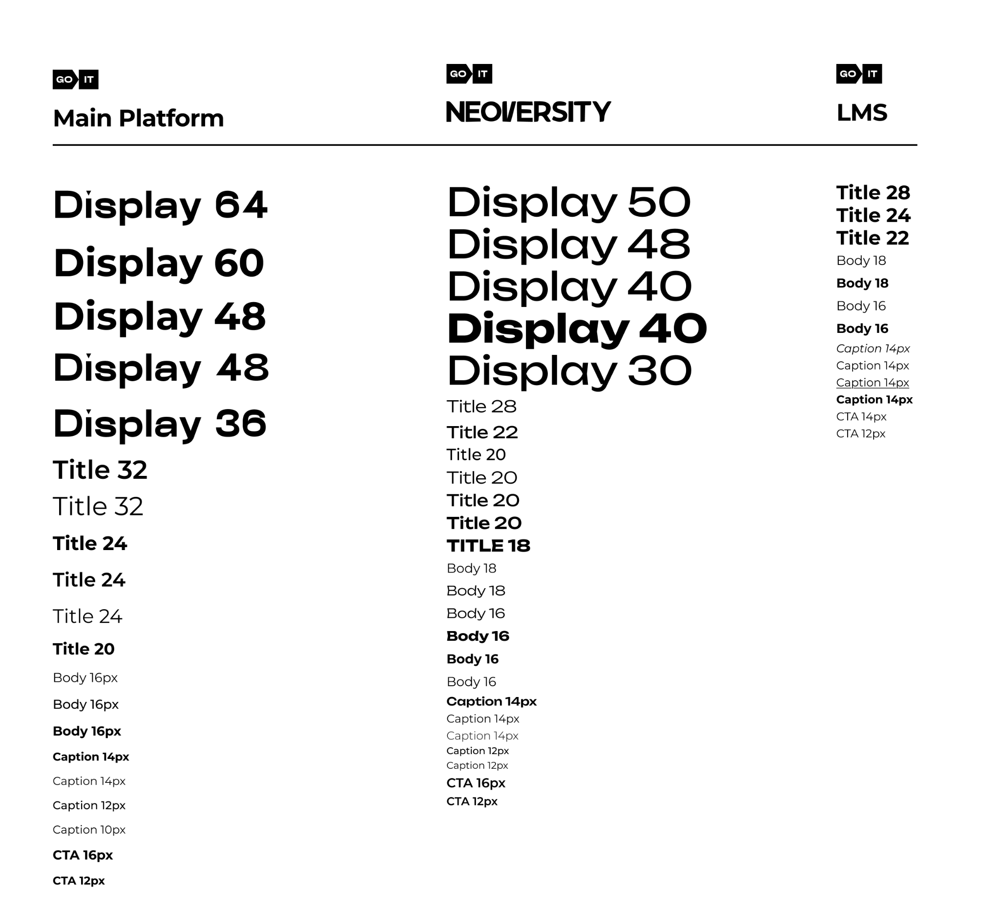 GO IT
Main Platform
Display 64
Display 60
Display 48
Display 48
Display 36
Title 32
Title 32
Title 24
Title 24
Title 24
Title 20
Body 16px
Body 16px
Body 16px
Caption 14px
Caption 14px
Caption 12px
Caption 10px
CTA 16px
CTA 12px
GO IT
NEOVERSITY
Display 50
Display 48
Display 40
Display 40
Display 30
Title 28
Title 22
Title 20
Title 20
Title 20
Title 20
TITLE 18
Body 18
Body 18
Body 16
Body 16
Body 16
Body 16
Caption 14px
Caption 14px
Caption 14px
Caption 12px
Caption 12px
CTA 16px
CTA 12px
GO IT
LMS
Title 28
Title 24
Title 22
Body 18
Body 18
Body 16
Body 16
Caption 14px
Caption 14px
Caption 14px
Caption 14px
CTA 14px
CTA 12px